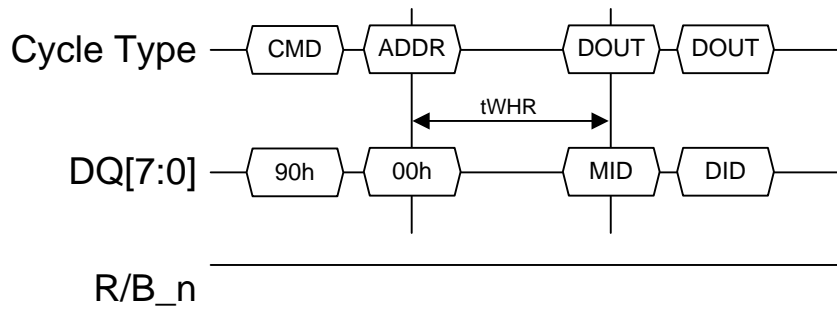 Cycle Type CMD ADDR DOUT DOUT
tWHR
DQ[7:0] 90h 00h MID DID
R/B_n